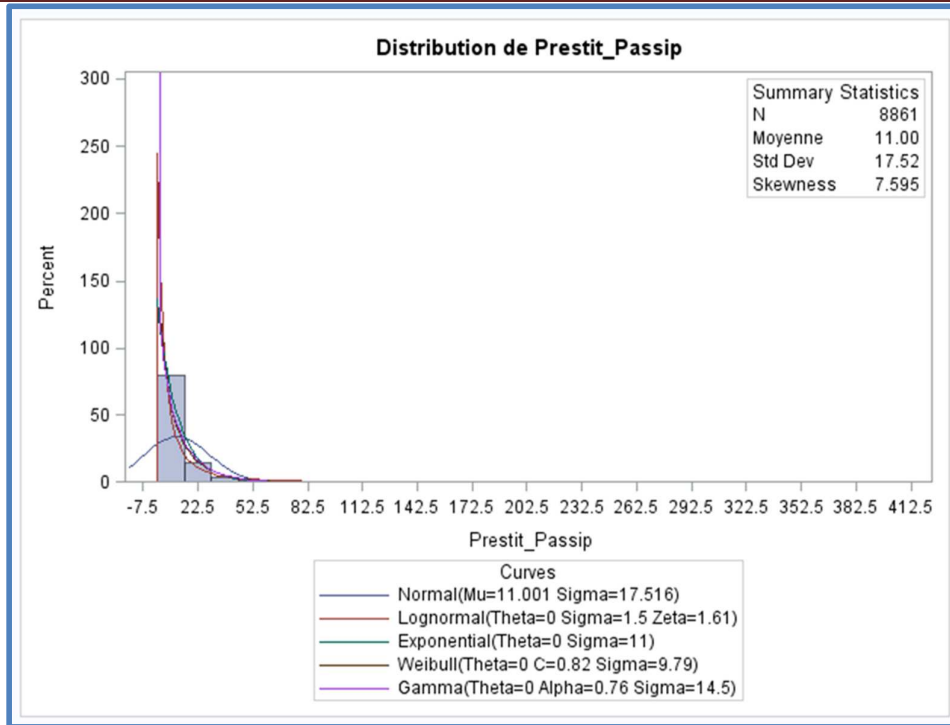 Distribution de Prestit_Passip
300
250
200
150
100
50
0
Percent
Summary Statistics
N 8861
Moyenne 11.00
Std Dev 17.52
Skewness 7.595
-7.5 22.5 52.5 82.5 112.5 142.5 172.5 202.5 232.5 262.5 292.5 322.5 352.5 382.5 412.5
Prestit_Passip
Curves
Normal(Mu=11.001 Sigma=17.516)
Lognormal(Theta=0 Sigma=1.5 Zeta=1.61)
Exponential(Theta=0 Sigma=11)
Weibull(Theta=0 C=0.82 Sigma=9.79)
Gamma(Theta=0 Alpha=0.76 Sigma=14.5)